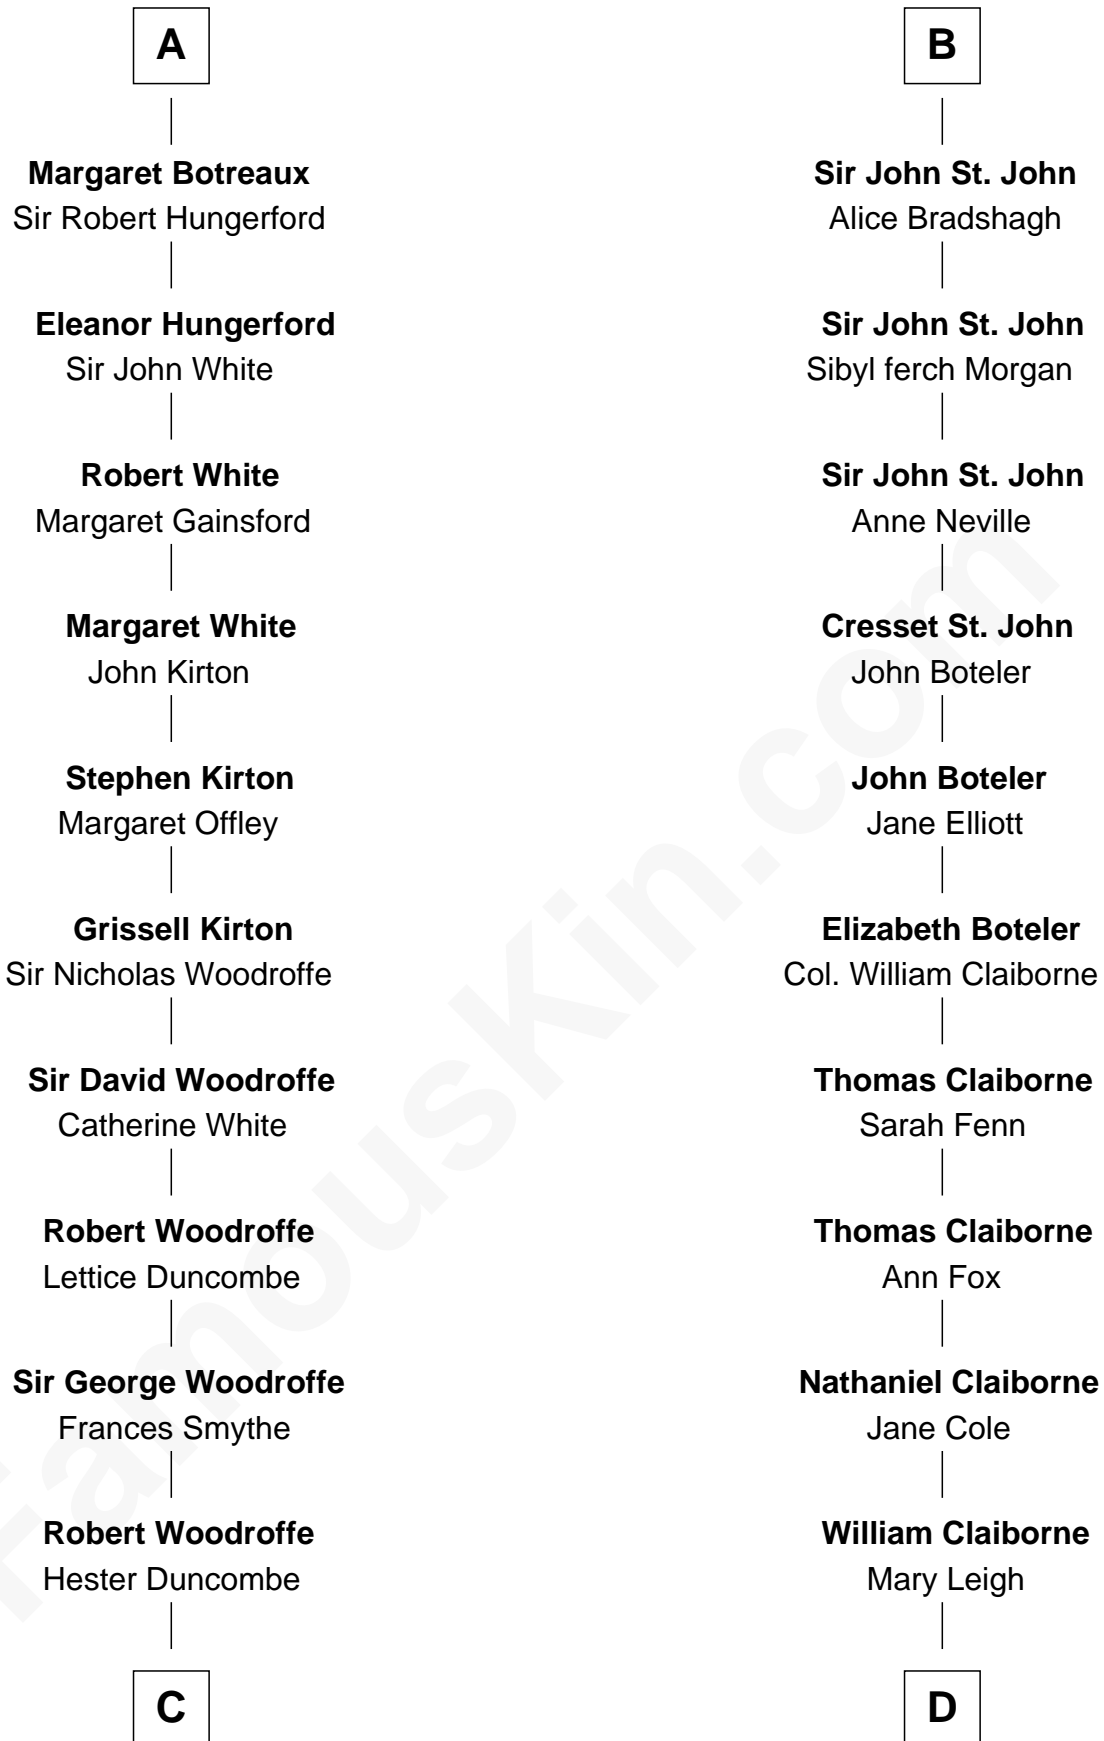 A
Margaret Botreaux
Sir Robert Hungerford
Eleanor Hungerford
Sir John White
Robert White
Margaret Gainsford
Margaret White
John Kirton
Stephen Kirton
Margaret Offley
Grissell Kirton
Sir Nicholas Woodroffe
Sir David Woodroffe
Catherine White
Robert Woodroffe
Lettice Duncombe
Sir George Woodroffe
Frances Smythe
Robert Woodroffe
Hester Duncombe
C
B
Sir John St. John
Alice Bradshagh
Sir John St. John
Sibyl ferch Morgan
Sir John St. John
Anne Neville
Cresset St. John
John Boteler
John Boteler
Jane Elliott
Elizabeth Boteler
Col. William Claiborne
Thomas Claiborne
Sarah Fenn
Thomas Claiborne
Ann Fox
Nathaniel Claiborne
Jane Cole
William Claiborne
Mary Leigh
D
FamousKin.com